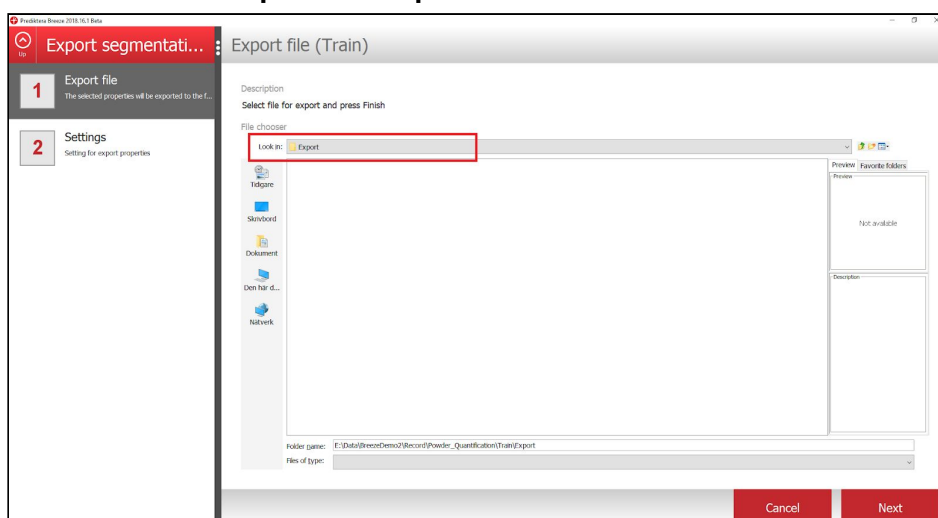 Prediktera Breeze 2018.16.1 Beta
Up
Export segmentati...
Export file (Train)
1
Export file
The selected properties will be exported to the f...
2
Settings
Setting for export properties
Description
Select file for export and press Finish
File chooser
Look in:
Export
Tidigare
Skrivbord
Dokument
Den här d...
Nätverk
Preview
Favorite folders
Preview
Not available
Description
Folder name:
E:\Data\BreezeDemo2\Record\Powder_Quantification\Train\Export
Files of type:
Cancel
Next